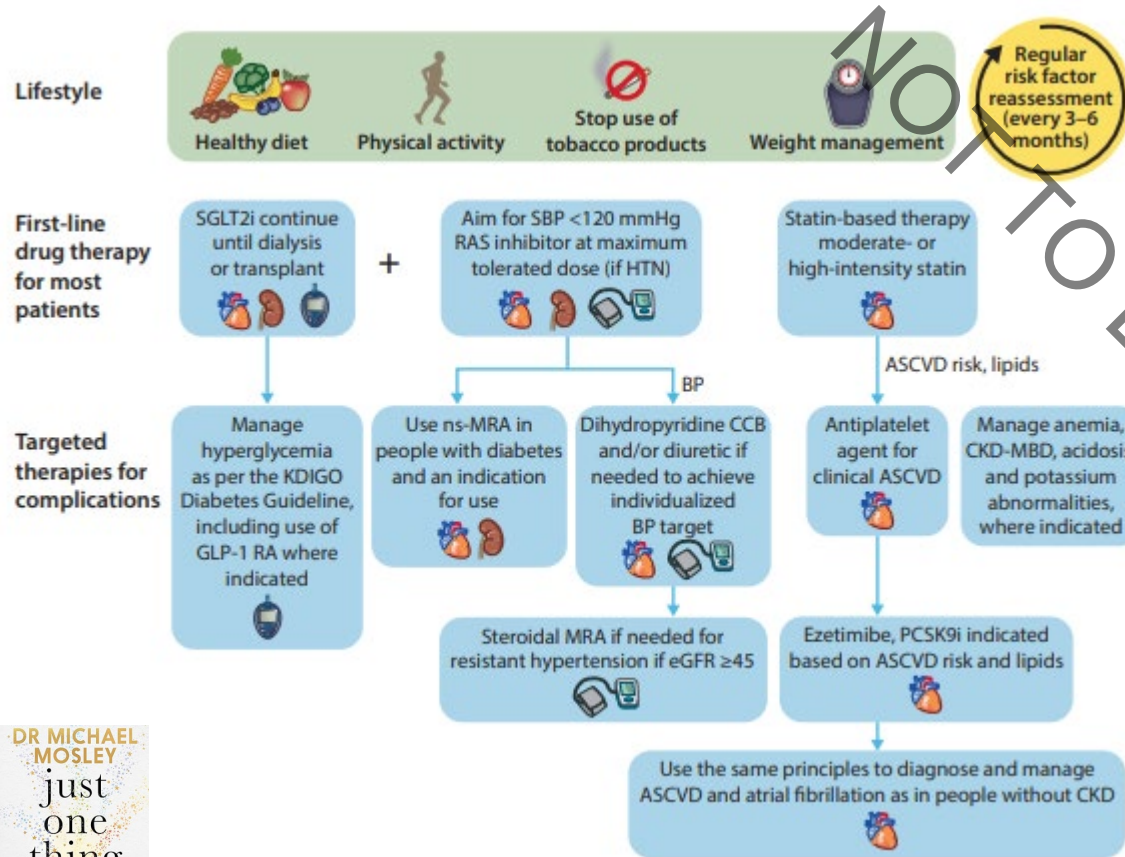 Lifestyle
Healthy diet
Physical activity
Stop use of
tobacco products
Weight management
Regular
risk factor
reassessment
(every 3–6
months)
NOT TO
First-line
drug therapy
for most
patients
SGLT2i continue
until dialysis
or transplant
+
Aim for SBP <120 mmHg
RAS inhibitor at maximum
tolerated dose (if HTN)
Statin-based therapy
moderate- or
high-intensity statin
BP
ASCVD risk, lipids
Targeted
therapies for
complications
Manage
hyperglycemia
as per the KDIGO
Diabetes Guideline,
including use of
GLP-1 RA where
indicated
Use ns-MRA in
people with diabetes
and an indication
for use
Dihydropyridine CCB
and/or diuretic if
needed to achieve
individualized
BP target
Antiplatelet
agent for
clinical ASCVD
Manage anemia,
CKD-MBD, acidosis
and potassium
abnormalities,
where indicated
Steroidal MRA if needed for
resistant hypertension if eGFR ≥45
Ezetimibe, PCSK9i indicated
based on ASCVD risk and lipids
Use the same principles to diagnose and manage
ASCVD and atrial fibrillation as in people without CKD
DR MICHAEL
MOSLEY
just
one
thing